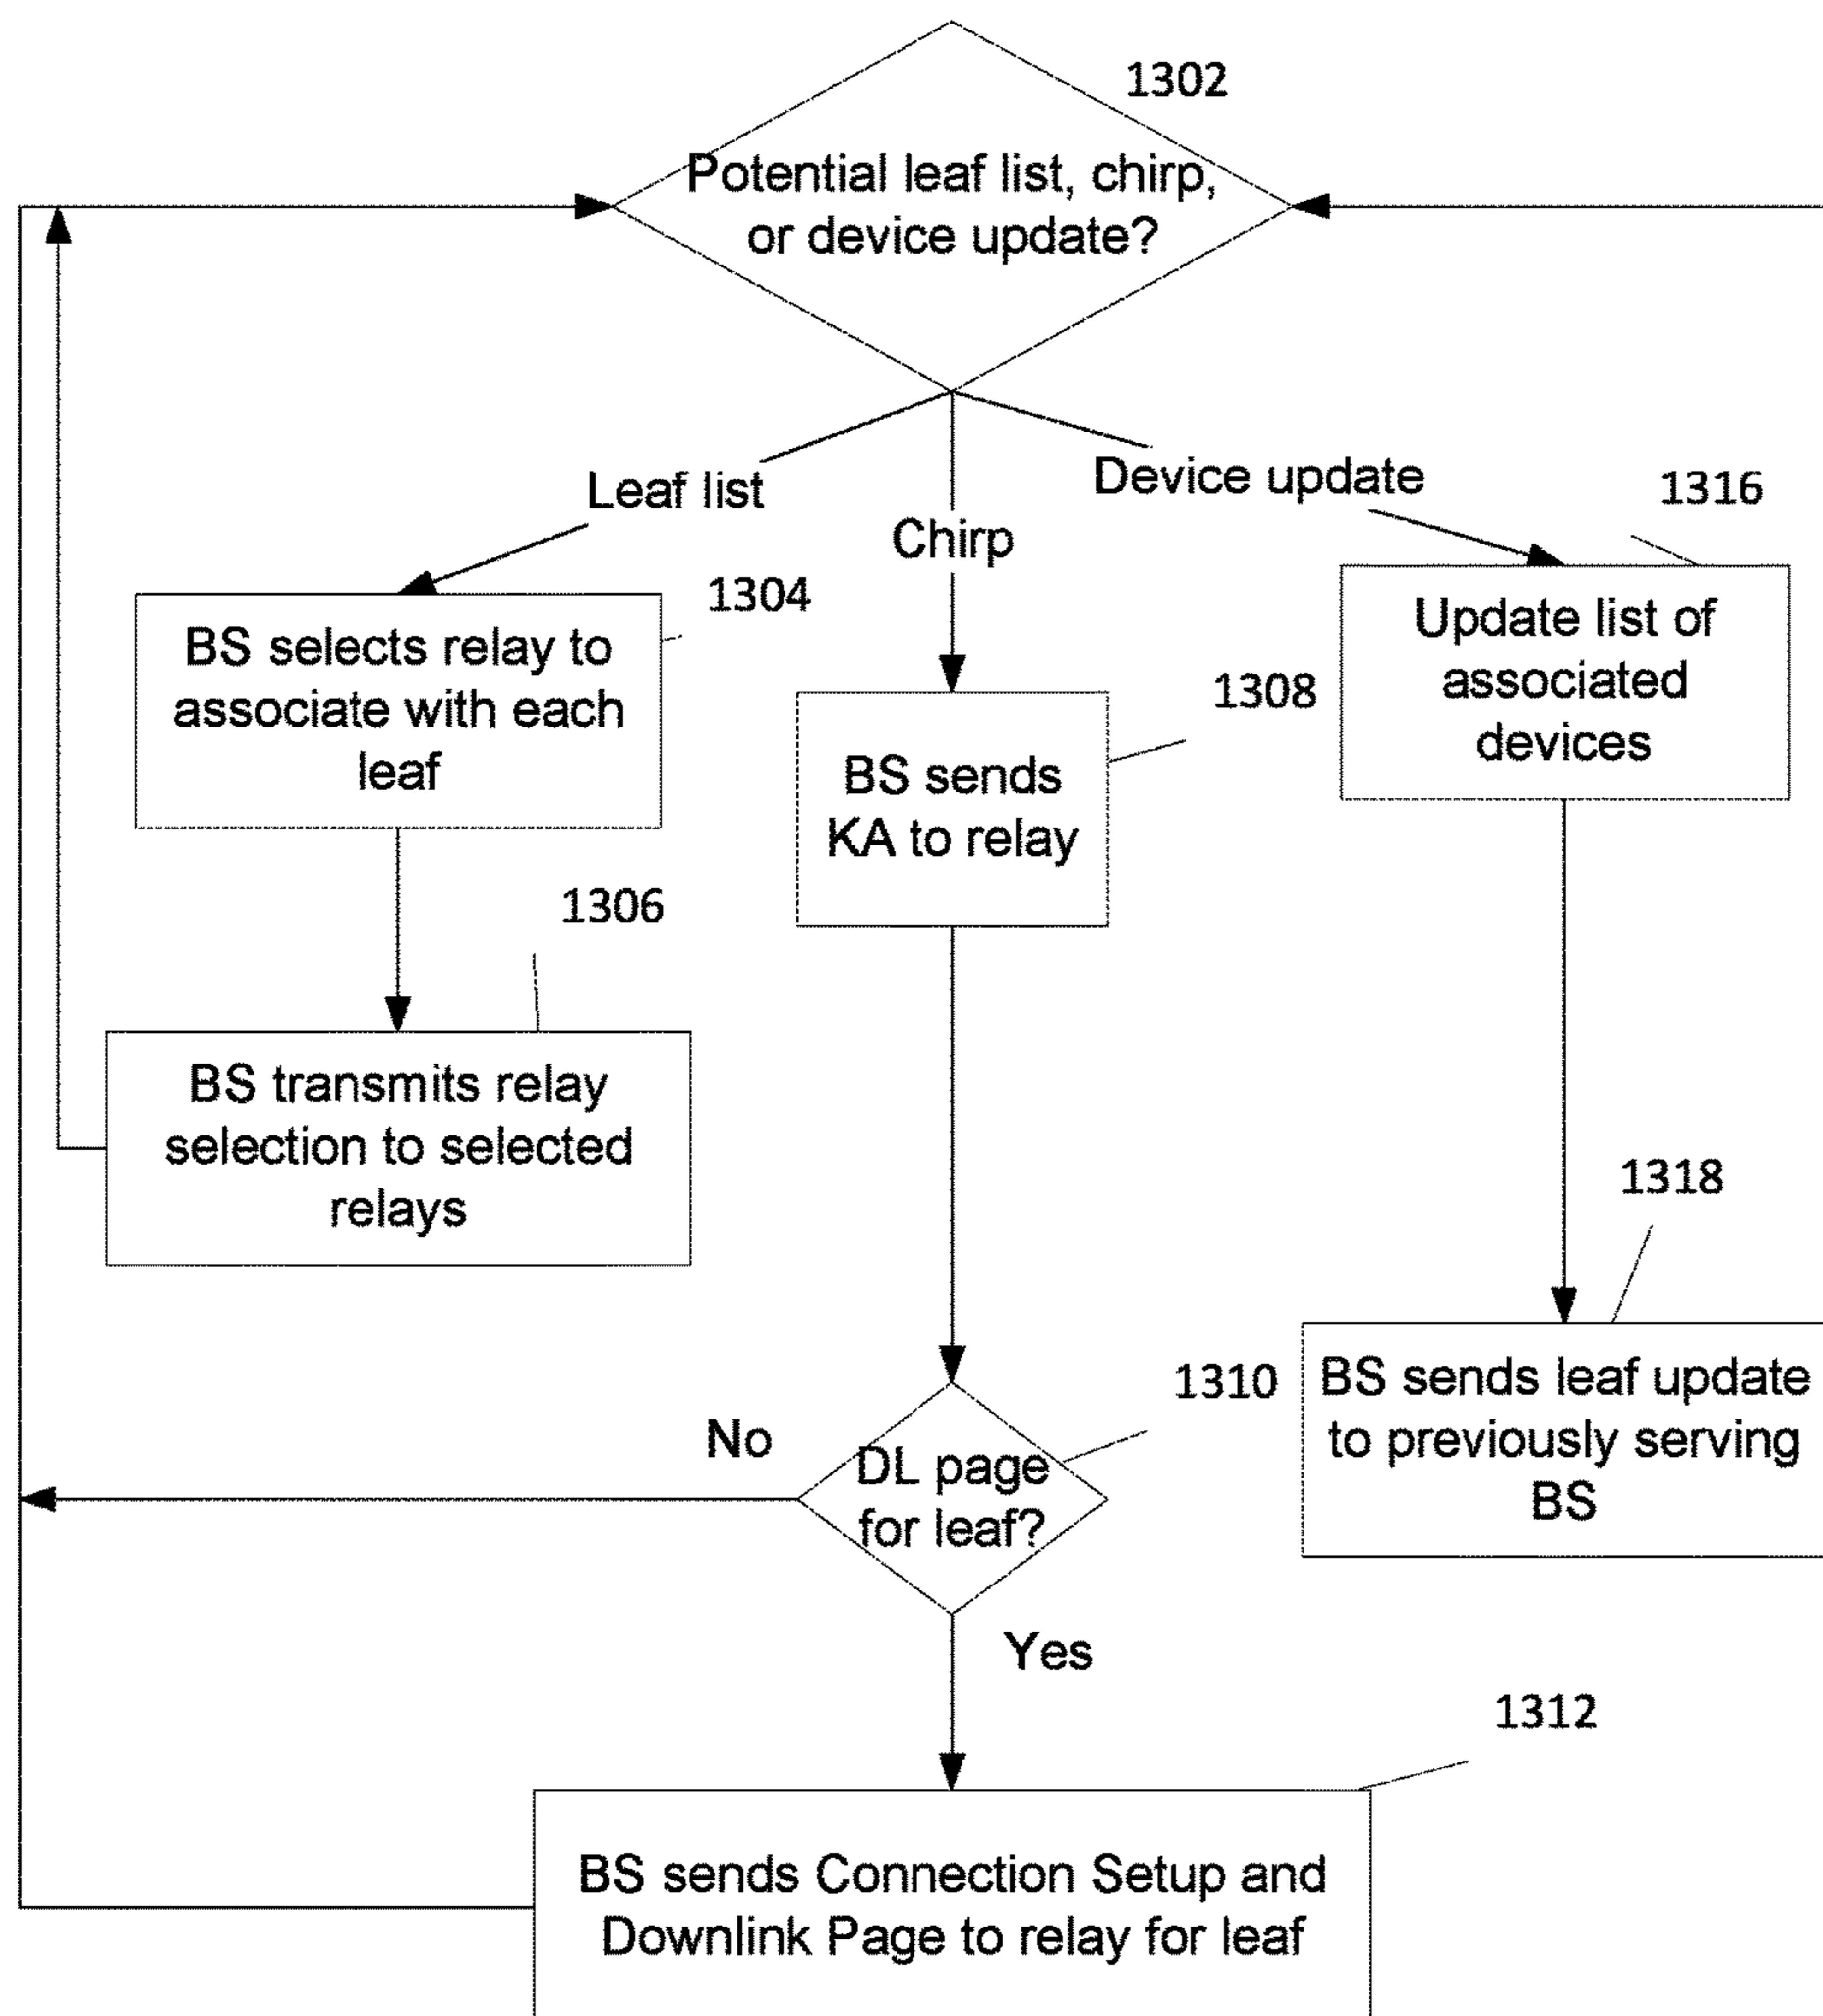 1302
Potential leaf list, chirp,
or device update?
Leaf list
Chirp
Device update
1316
1304
BS selects relay to
associate with each
leaf
1308
BS sends
KA to relay
Update list of
associated
devices
1306
BS transmits relay
selection to selected
relays
1318
BS sends leaf update
to previously serving
BS
1310
No
DL page
for leaf?
Yes
1312
BS sends Connection Setup and
Downlink Page to relay for leaf